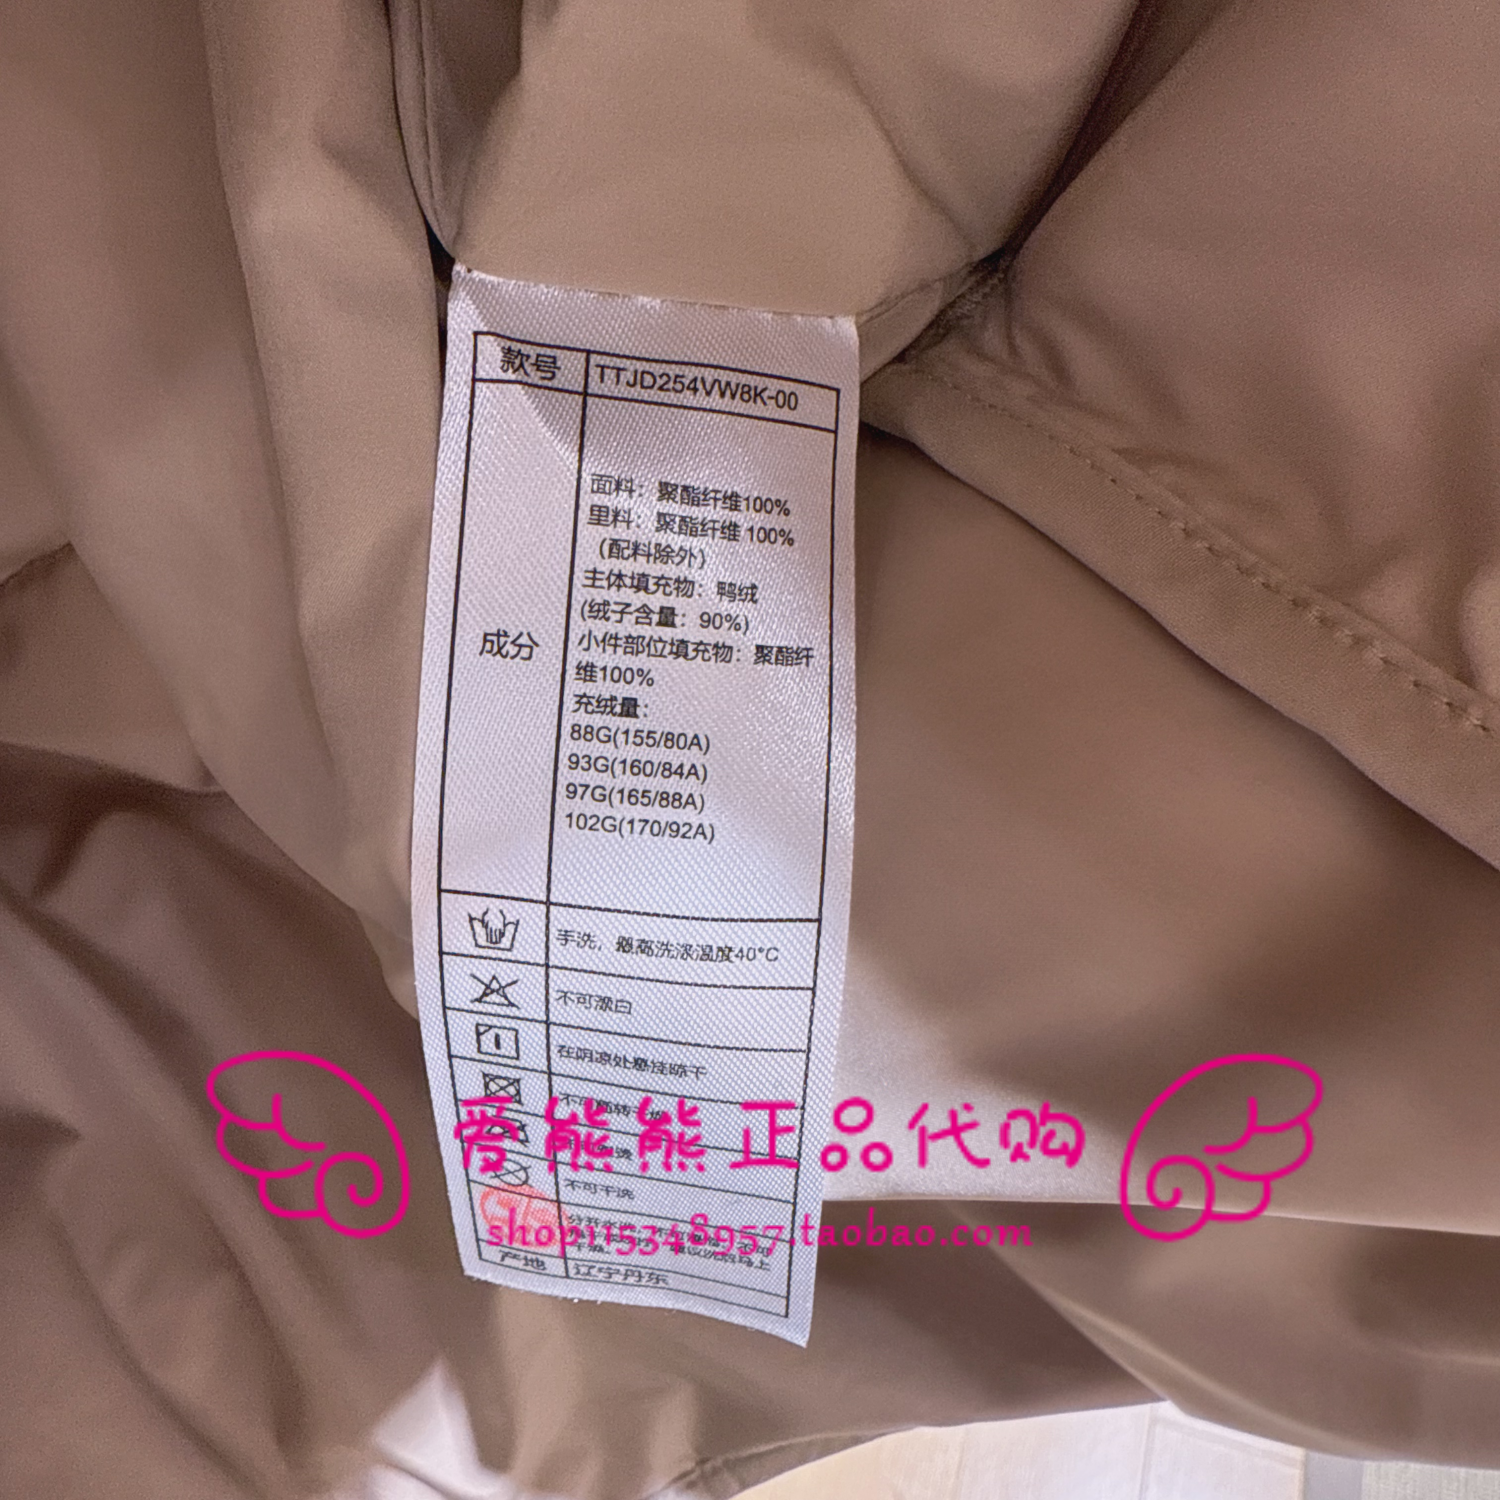 款号 TTJD254VW8K-00
成分
面料：聚酯纤维100%
里料：聚酯纤维 100%
（配料除外）
主体填充物：鸭绒
(绒子含量：90%)
小件部位填充物：聚酯纤
维100%
充绒量：
88G(155/80A)
93G(160/84A)
97G(165/88A)
102G(170/92A)
手洗，最高洗涤温度40°C
不可漂白
在阴凉处悬挂晾干
爱熊熊正品代购
不可干洗
shop115348957.taobao.com
产地 辽宁丹东